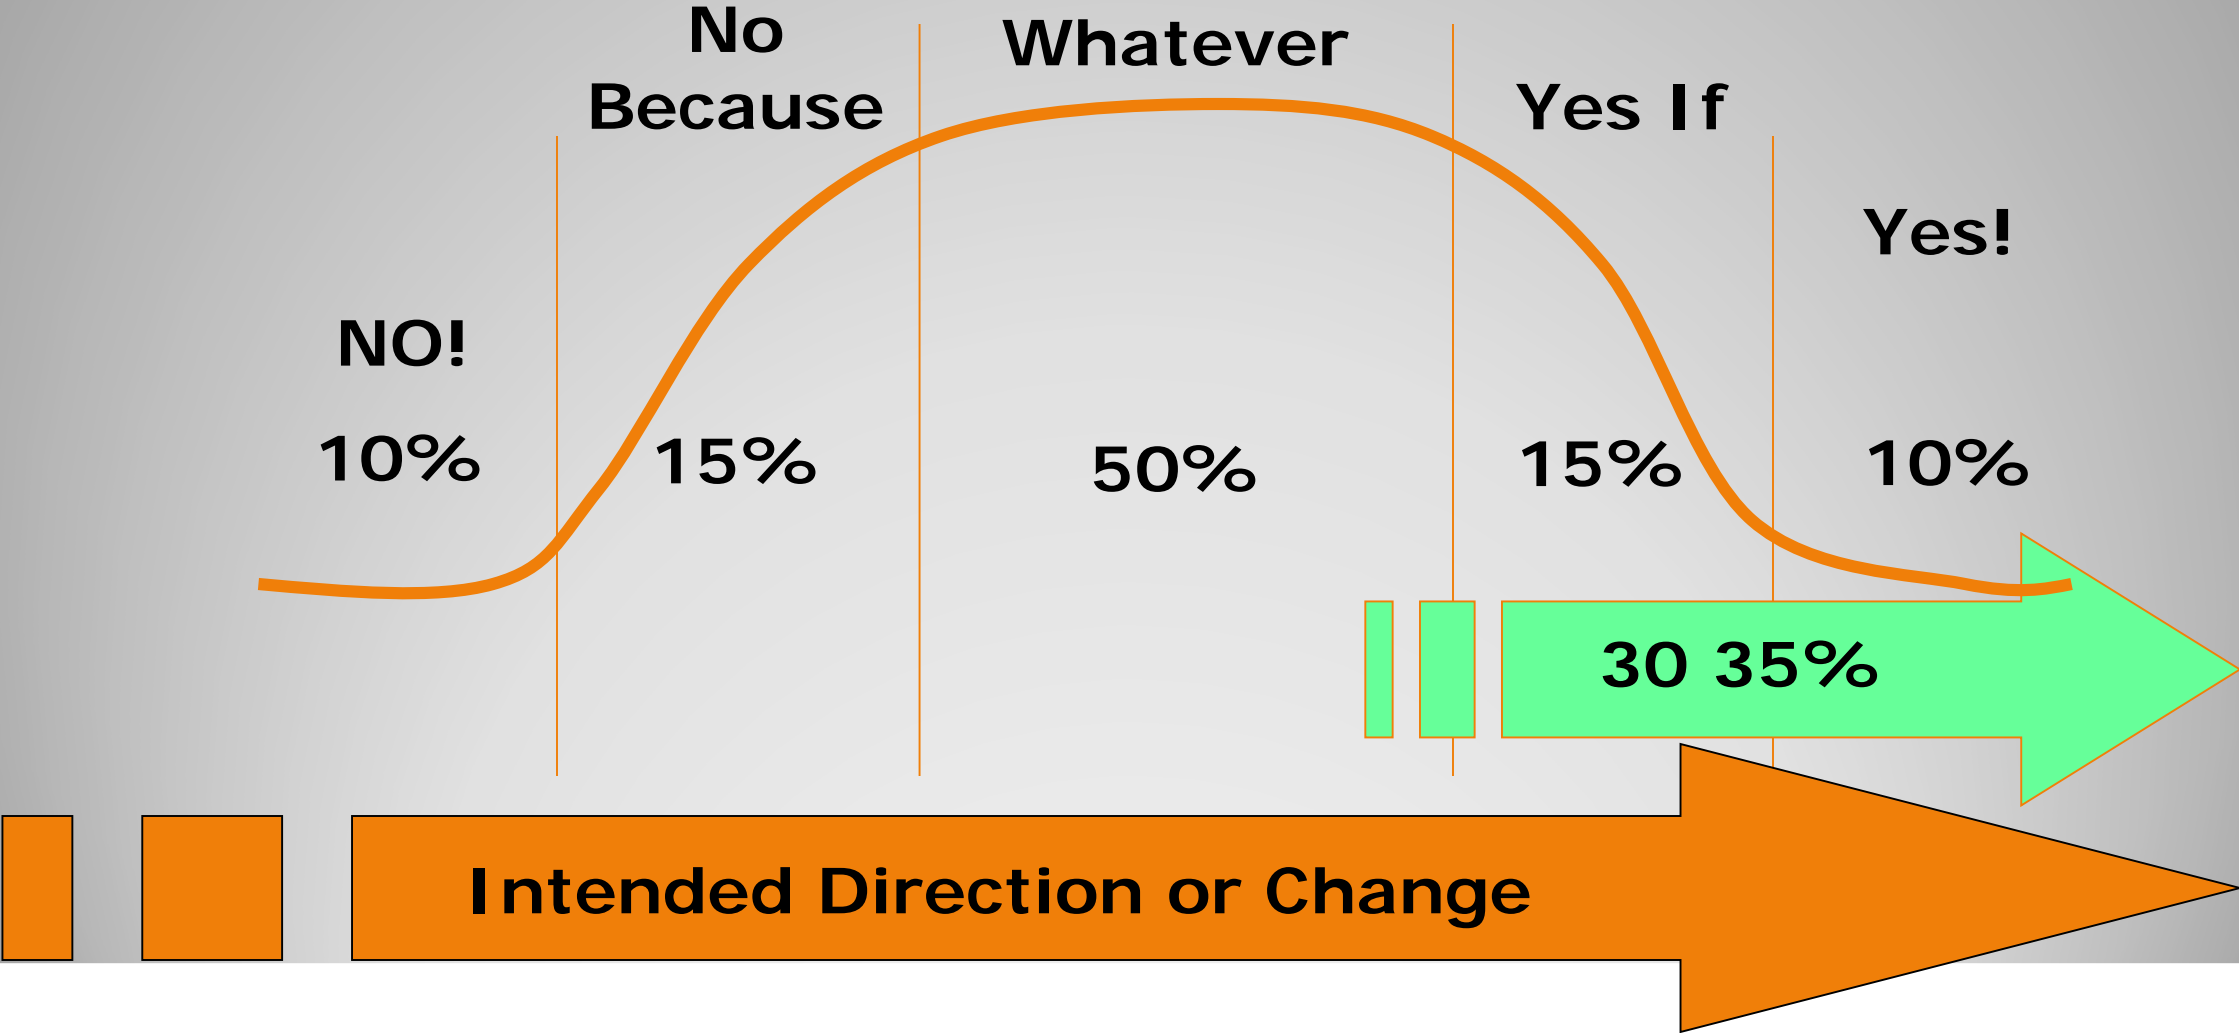 No
Because
Whatever
Yes If
Yes!
NO!
10%
15%
50%
15%
10%
30 35%
Intended Direction or Change